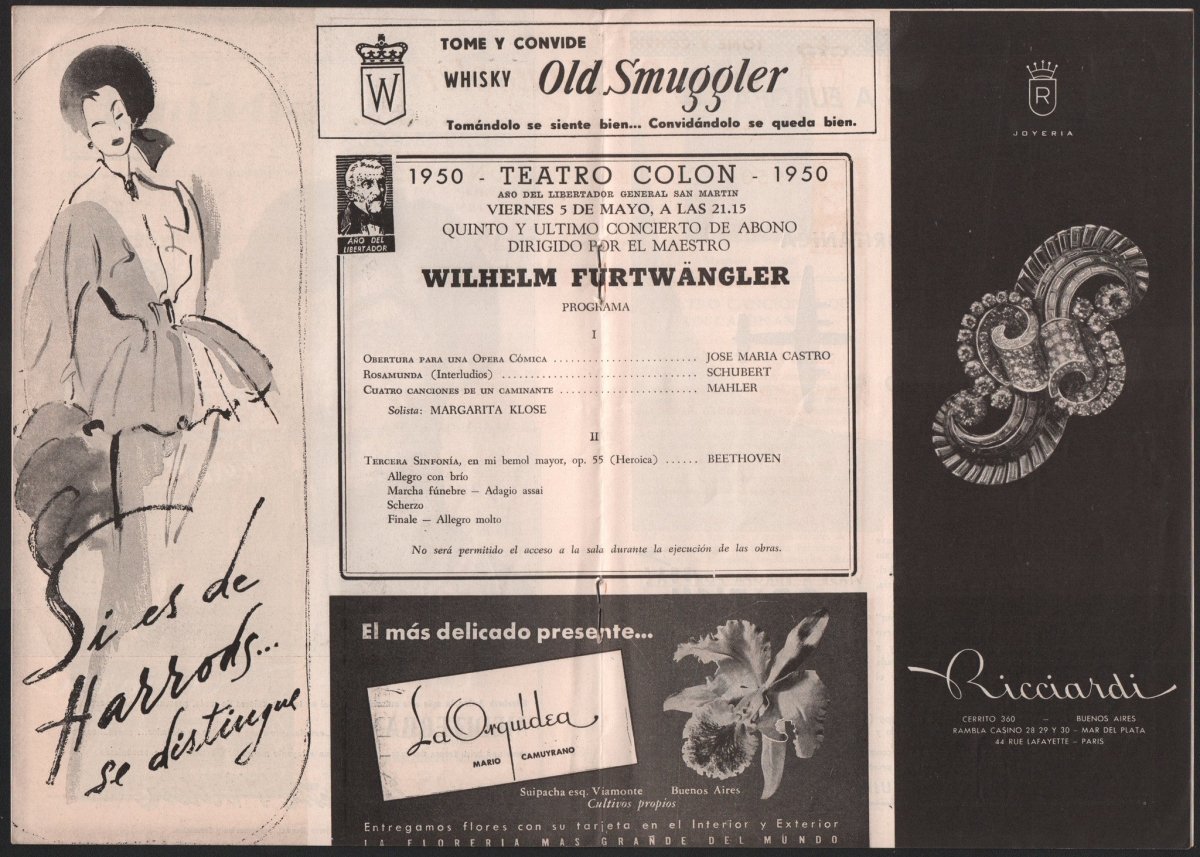 Si es de
Harrods...
se distingue
W
TOME Y CONVIDE
WHISKY Old Smuggler
Tomándolo se siente bien... Convidándolo se queda bien.
AÑO DEL
LIBERTADOR
1950 - TEATRO COLON - 1950
AÑO DEL LIBERTADOR GENERAL SAN MARTIN
VIERNES 5 DE MAYO, A LAS 21.15
QUINTO Y ULTIMO CONCIERTO DE ABONO
DIRIGIDO POR EL MAESTRO
WILHELM FURTWÄNGLER
PROGRAMA
I
OBERTURA PARA UNA OPERA CÓMICA ........................ JOSE MARIA CASTRO
ROSAMUNDA (Interludios) ................................ SCHUBERT
CUATRO CANCIONES DE UN CAMINANTE ....................... MAHLER
Solista: MARGARITA KLOSE
II
TERCERA SINFONÍA, en mi bemol mayor, op. 55 (Heroica) ...... BEETHOVEN
Allegro con brío
Marcha fúnebre — Adagio assai
Scherzo
Finale — Allegro molto
No será permitido el acceso a la sala durante la ejecución de las obras.
El más delicado presente...
La Orquidea
MARIO CAMUYRANO
Suipacha esq. Viamonte Buenos Aires
Cultivos propios
Entregamos flores con su tarjeta en el Interior y Exterior
LA FLORERIA MAS GRANDE DEL MUNDO
R
JOYERIA
Ricciardi
CERRITO 360 — BUENOS AIRES
RAMBLA CASINO 28 29 Y 30 — MAR DEL PLATA
44 RUE LAFAYETTE — PARIS